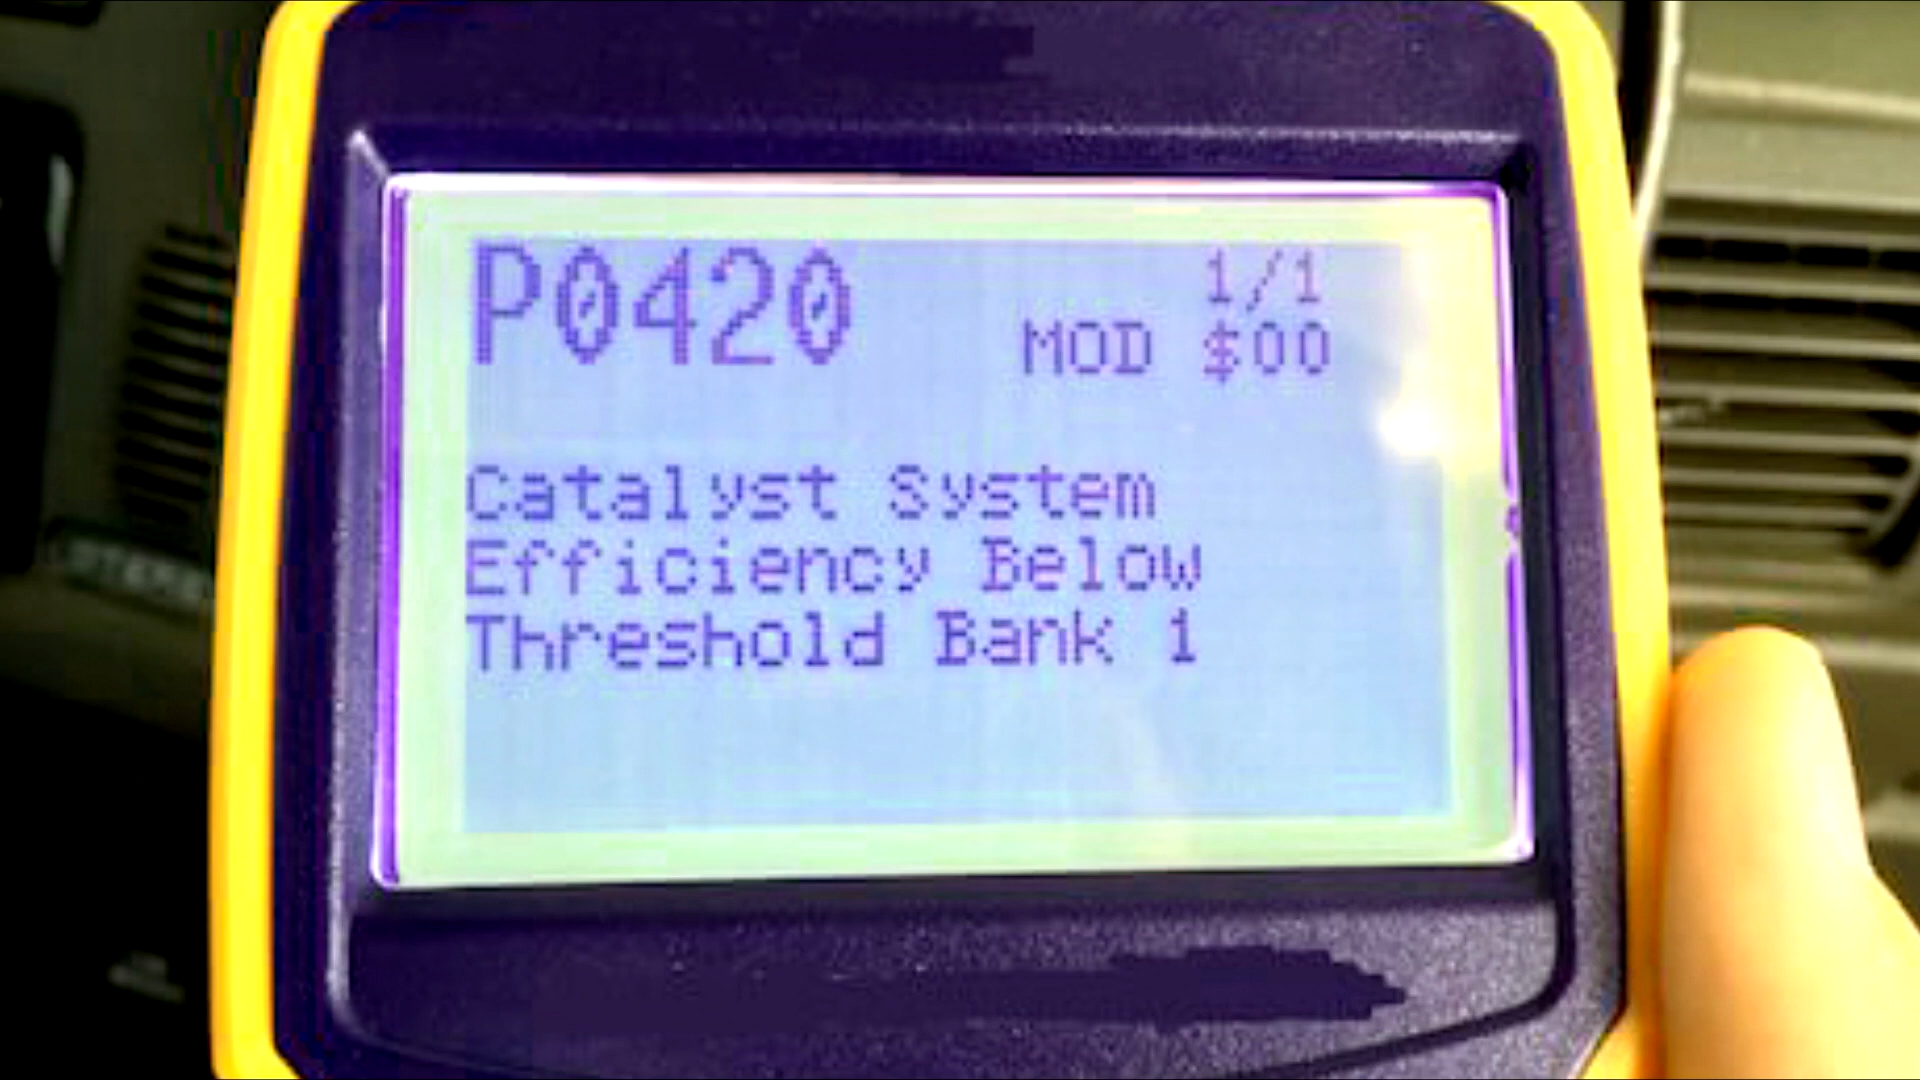 P0420
1/1
MOD $00
Catalyst System
Efficiency Below
Threshold Bank 1